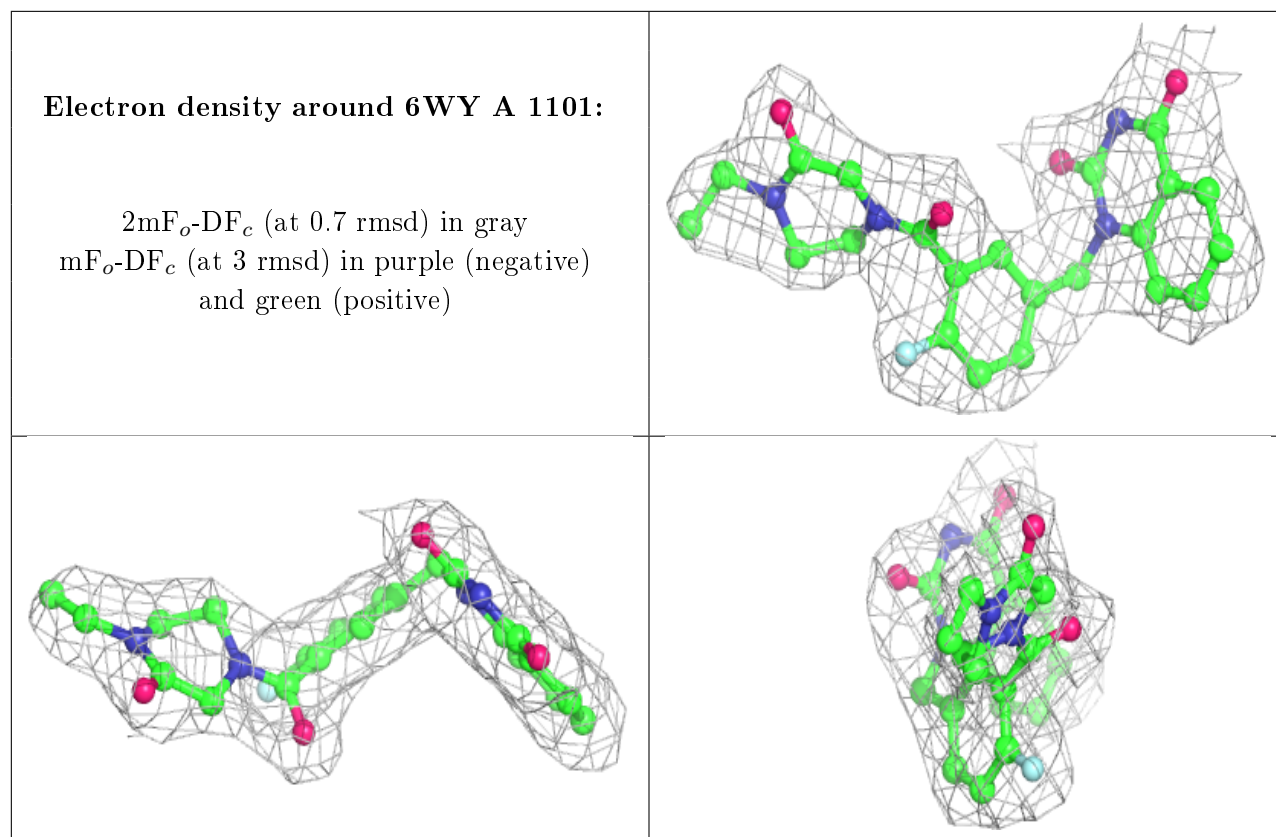 Electron density around 6WY A 1101:
2mFo-DFc (at 0.7 rmsd) in gray
mFo-DFc (at 3 rmsd) in purple (negative)
and green (positive)